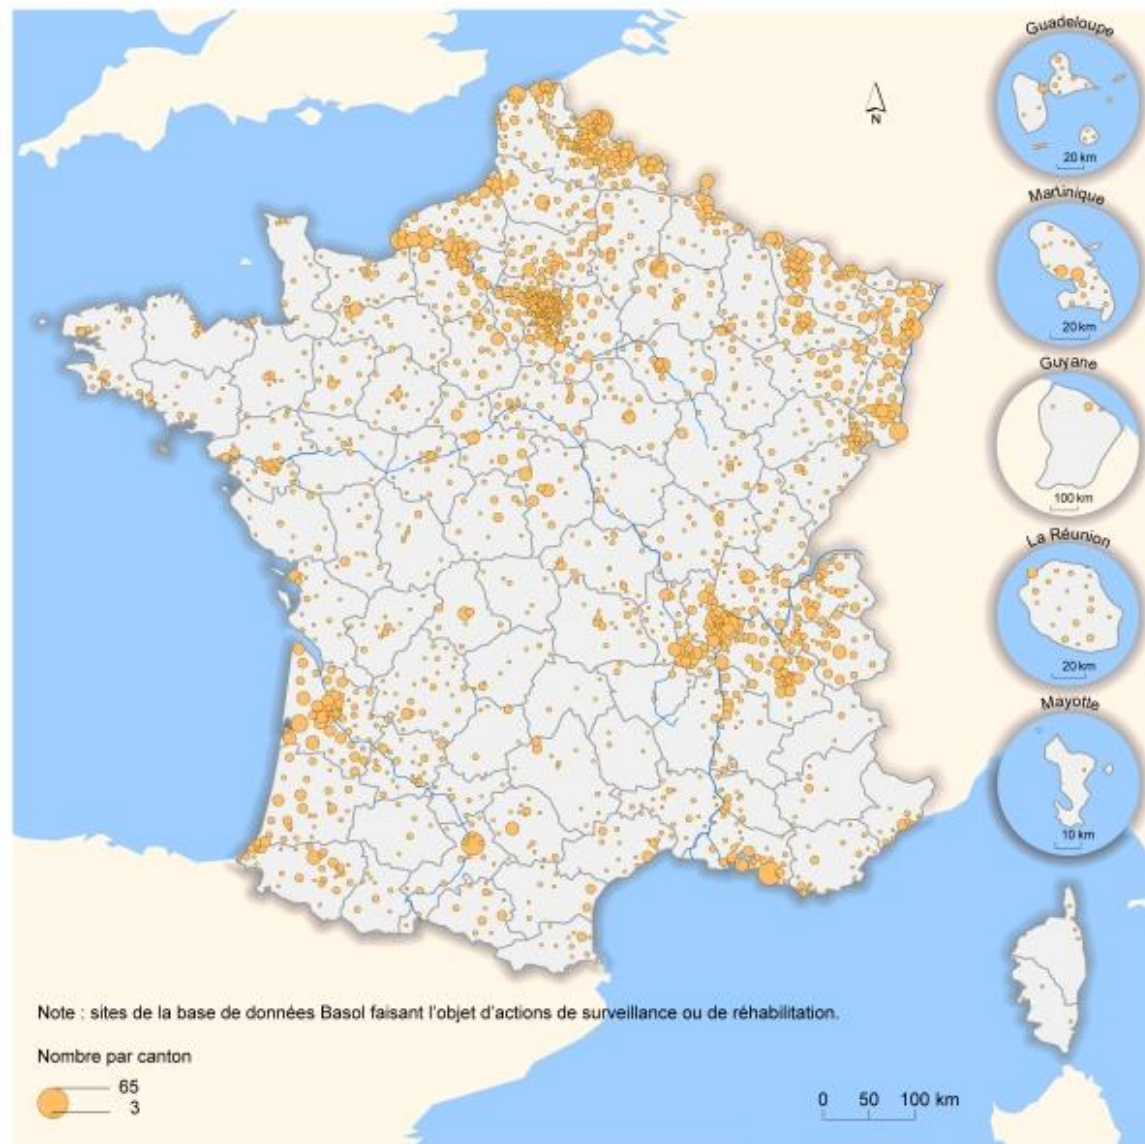 Guadeloupe
N
20 km
Martinique
20 km
Guyane
100 km
La Réunion
20 km
Mayotte
10 km
Note : sites de la base de données Basol faisant l'objet d'actions de surveillance ou de réhabilitation.
Nombre par canton
65
3
0 50 100 km